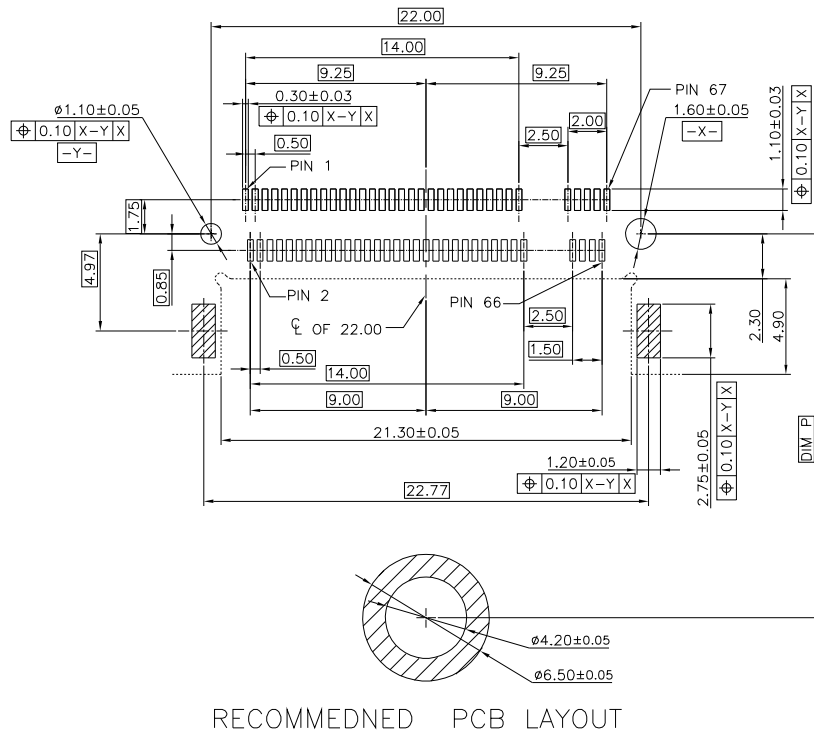 22.00
14.00
9.25 9.25
0.30±0.03
⌖ 0.10 X-Y X
PIN 67
ø1.10±0.05
⌖ 0.10 X-Y X
-Y-
1.60±0.05
-X-
2.00
2.50
0.50
PIN 1
1.10±0.03
⌖ 0.10 X-Y X
1.75
4.97
0.85
PIN 2
PIN 66
℄ OF 22.00
2.50
2.30
4.90
0.50
1.50
14.00
9.00 9.00
21.30±0.05
1.20±0.05
⌖ 0.10 X-Y X
2.75±0.05
⌖ 0.10 X-Y X
DIM P
22.77
ø4.20±0.05
ø6.50±0.05
RECOMMEDNED PCB LAYOUT